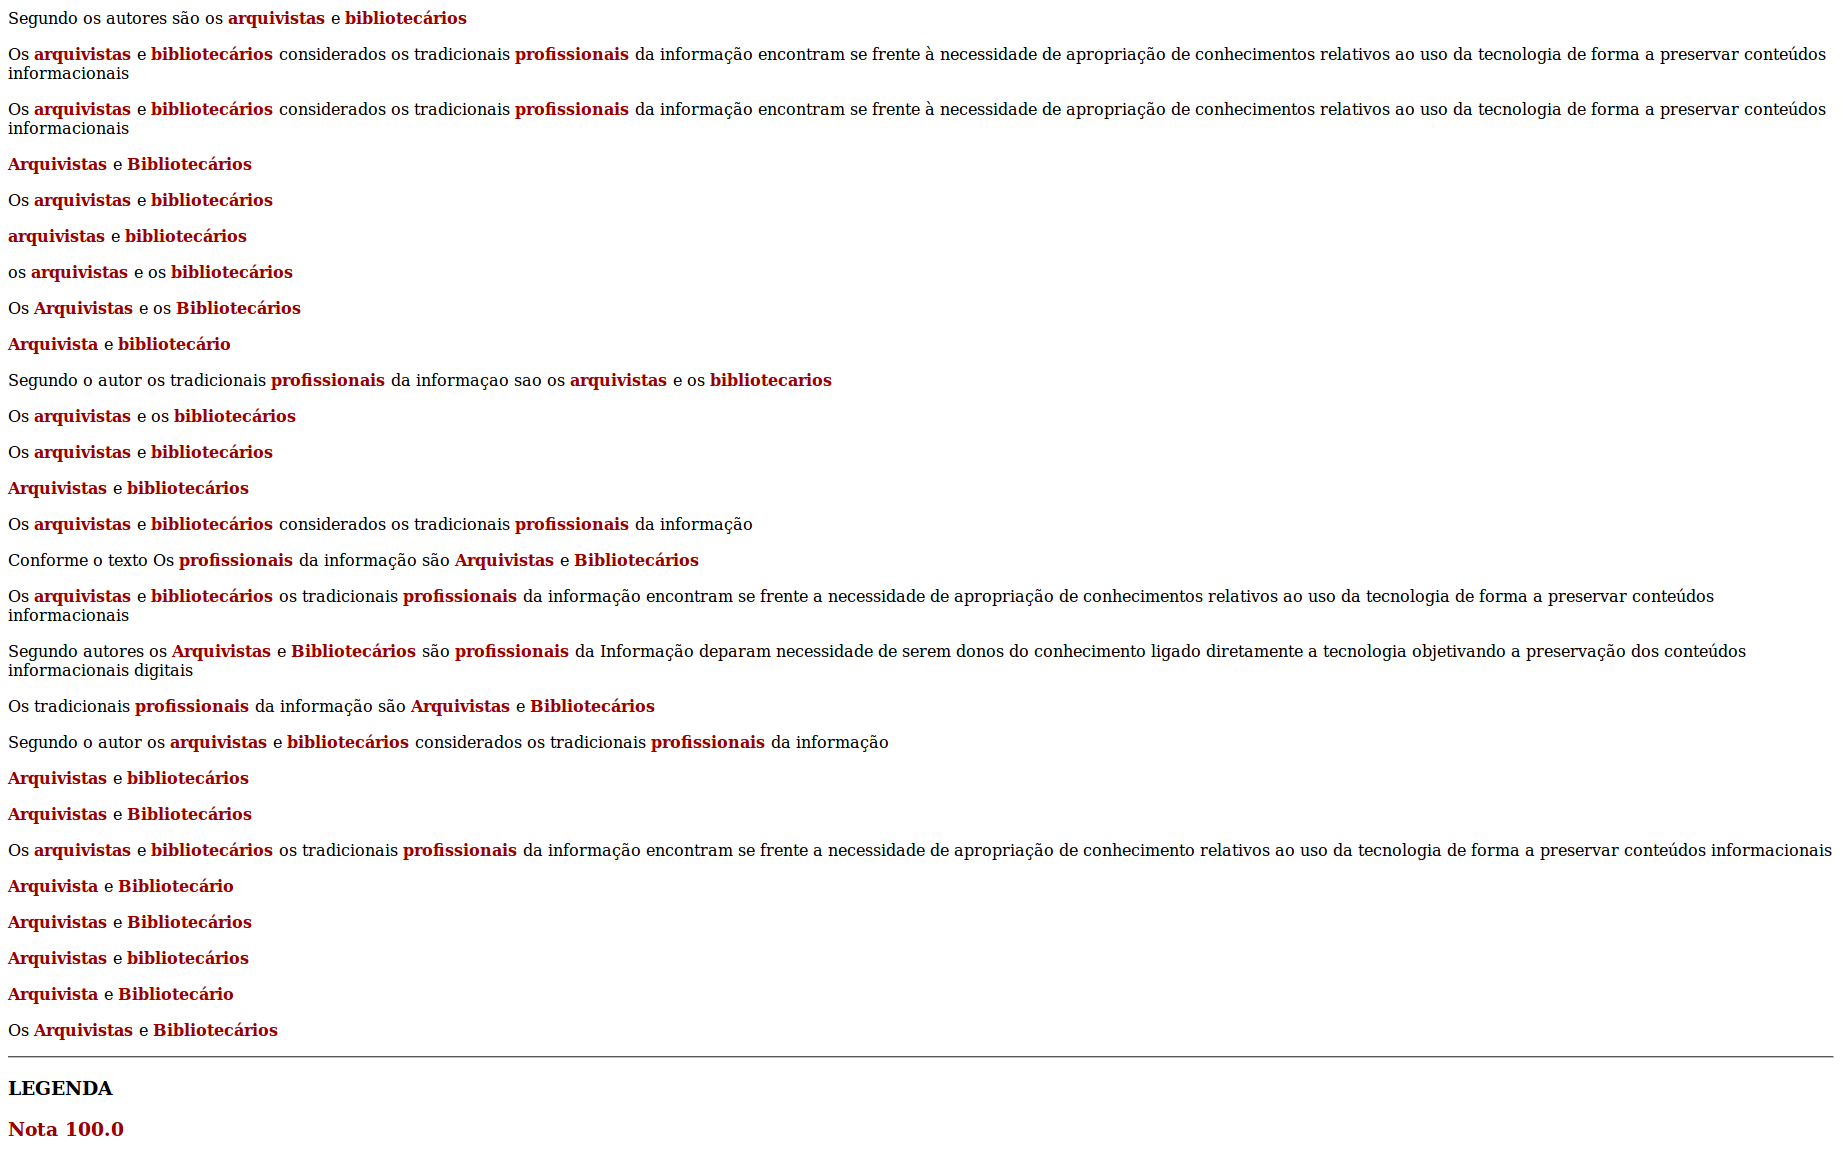 Segundo os autores são os arquivistas e bibliotecários
Os arquivistas e bibliotecários considerados os tradicionais profissionais da informação encontram se frente à necessidade de apropriação de conhecimentos relativos ao uso da tecnologia de forma a preservar conteúdos
informacionais
Os arquivistas e bibliotecários considerados os tradicionais profissionais da informação encontram se frente à necessidade de apropriação de conhecimentos relativos ao uso da tecnologia de forma a preservar conteúdos
informacionais
Arquivistas e Bibliotecários
Os arquivistas e bibliotecários
arquivistas e bibliotecários
os arquivistas e os bibliotecários
Os Arquivistas e os Bibliotecários
Arquivista e bibliotecário
Segundo o autor os tradicionais profissionais da informaçao sao os arquivistas e os bibliotecarios
Os arquivistas e os bibliotecários
Os arquivistas e bibliotecários
Arquivistas e bibliotecários
Os arquivistas e bibliotecários considerados os tradicionais profissionais da informação
Conforme o texto Os profissionais da informação são Arquivistas e Bibliotecários
Os arquivistas e bibliotecários os tradicionais profissionais da informação encontram se frente a necessidade de apropriação de conhecimentos relativos ao uso da tecnologia de forma a preservar conteúdos
informacionais
Segundo autores os Arquivistas e Bibliotecários são profissionais da Informação deparam necessidade de serem donos do conhecimento ligado diretamente a tecnologia objetivando a preservação dos conteúdos
informacionais digitais
Os tradicionais profissionais da informação são Arquivistas e Bibliotecários
Segundo o autor os arquivistas e bibliotecários considerados os tradicionais profissionais da informação
Arquivistas e bibliotecários
Arquivistas e Bibliotecários
Os arquivistas e bibliotecários os tradicionais profissionais da informação encontram se frente a necessidade de apropriação de conhecimento relativos ao uso da tecnologia de forma a preservar conteúdos informacionais
Arquivista e Bibliotecário
Arquivistas e Bibliotecários
Arquivistas e bibliotecários
Arquivista e Bibliotecário
Os Arquivistas e Bibliotecários
LEGENDA
Nota 100.0